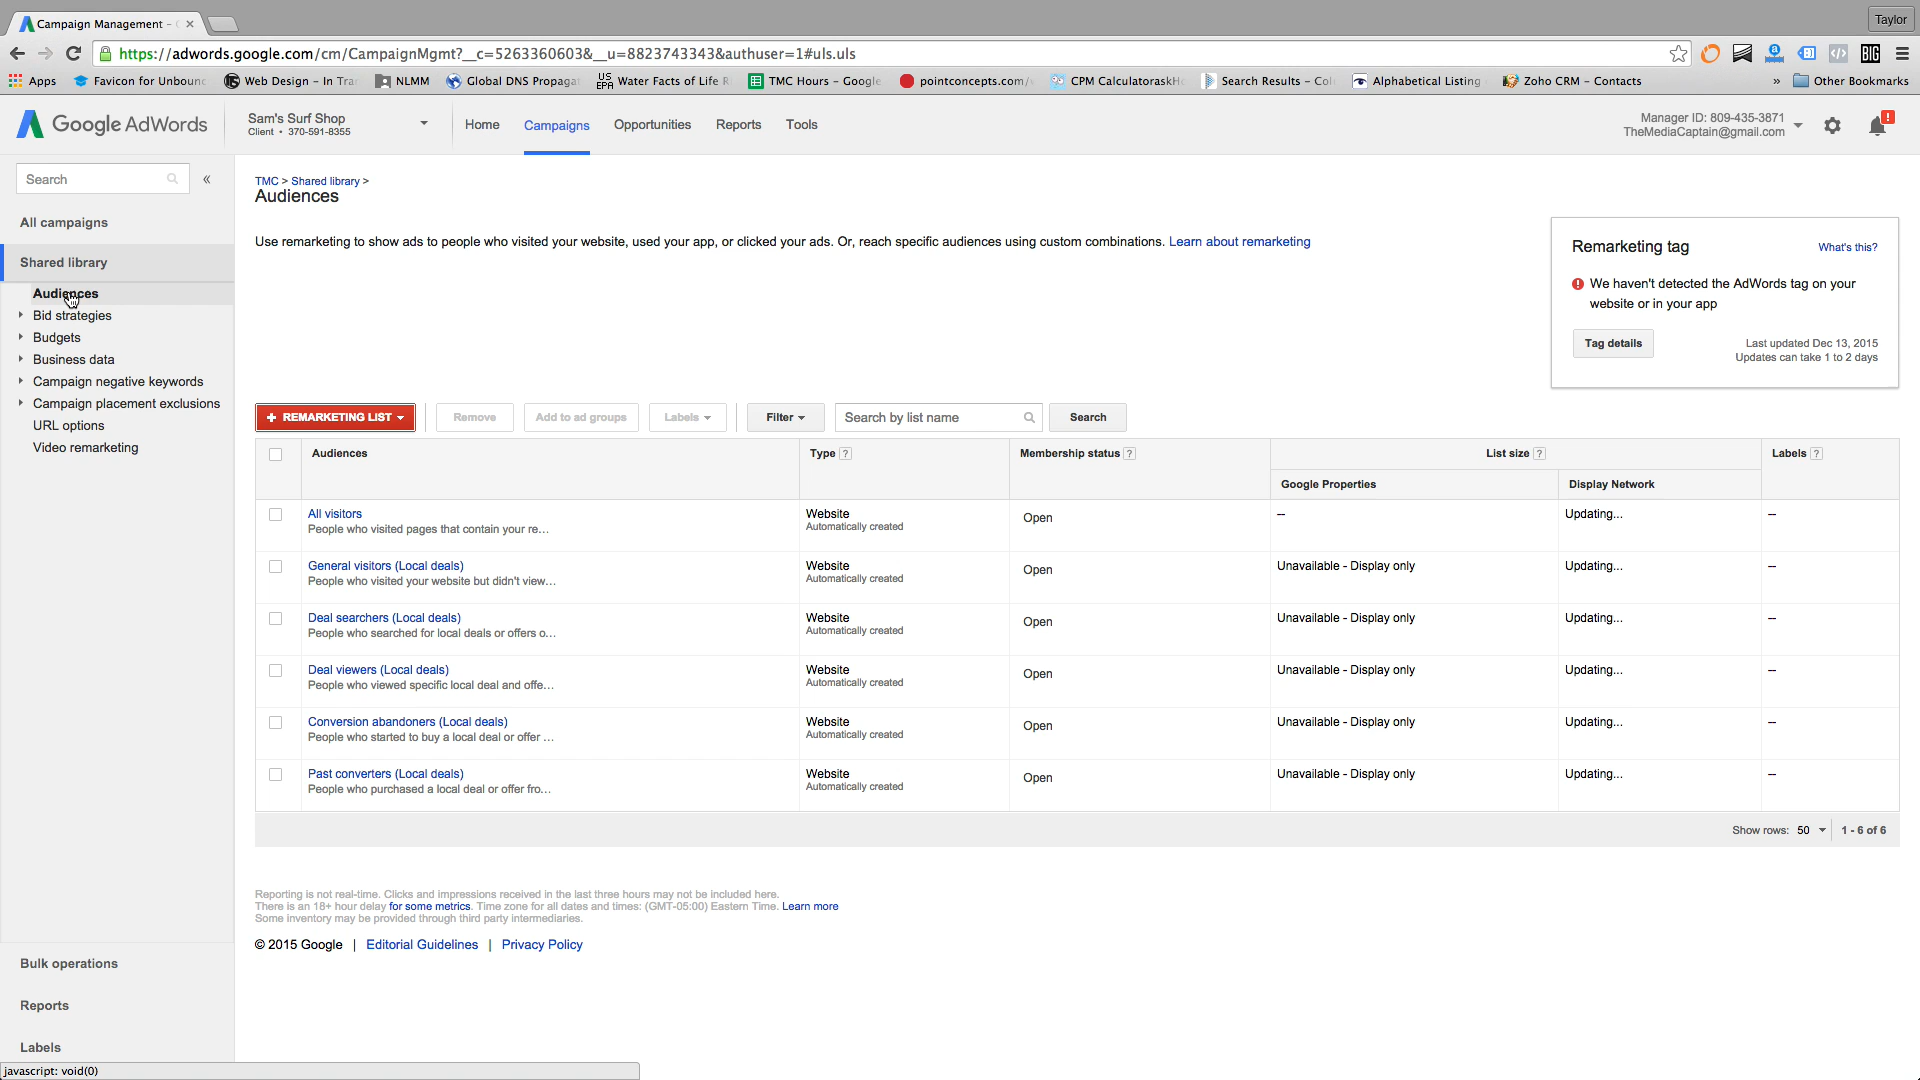 Campaign Management -
Taylor
https://adwords.google.com/cm/CampaignMgmt?__c=5263360603&__u=8823743343&authuser=1#uls.uls
BIG
Apps
Favicon for Unboun
Web Design – In Tra
NLMM
Global DNS Propaga
US EPA
Water Facts of Life
TMC Hours – Google
pointconcepts.com/
CPM Calculator
Search Results – Co
Alphabetical Listing
Zoho CRM – Contacts
»
Other Bookmarks
Google AdWords
Sam's Surf Shop
Client • 370-591-8355
Home
Campaigns
Opportunities
Reports
Tools
Manager ID: 809-435-3871
TheMediaCaptain@gmail.com
!
Search
«
All campaigns
Shared library
Audiences
Bid strategies
Budgets
Business data
Campaign negative keywords
Campaign placement exclusions
URL options
Video remarketing
Bulk operations
Reports
Labels
TMC > Shared library >
Audiences
Use remarketing to show ads to people who visited your website, used your app, or clicked your ads. Or, reach specific audiences using custom combinations. Learn about remarketing
Remarketing tag
What's this?
We haven't detected the AdWords tag on your
website or in your app
Tag details
Last updated Dec 13, 2015
Updates can take 1 to 2 days
+ REMARKETING LIST
Remove
Add to ad groups
Labels
Filter
Search by list name
Search
Audiences
Type ?
Membership status ?
List size ?
Labels ?
Google Properties
Display Network
All visitors
People who visited pages that contain your re...
Website
Automatically created
Open
--
Updating...
--
General visitors (Local deals)
People who visited your website but didn't view...
Website
Automatically created
Open
Unavailable - Display only
Updating...
--
Deal searchers (Local deals)
People who searched for local deals or offers o...
Website
Automatically created
Open
Unavailable - Display only
Updating...
--
Deal viewers (Local deals)
People who viewed specific local deal and offe...
Website
Automatically created
Open
Unavailable - Display only
Updating...
--
Conversion abandoners (Local deals)
People who started to buy a local deal or offer ...
Website
Automatically created
Open
Unavailable - Display only
Updating...
--
Past converters (Local deals)
People who purchased a local deal or offer fro...
Website
Automatically created
Open
Unavailable - Display only
Updating...
--
Show rows: 50
1 - 6 of 6
Reporting is not real-time. Clicks and impressions received in the last three hours may not be included here.
There is an 18+ hour delay for some metrics. Time zone for all dates and times: (GMT-05:00) Eastern Time. Learn more
Some inventory may be provided through third party intermediaries.
© 2015 Google | Editorial Guidelines | Privacy Policy
javascript: void(0)